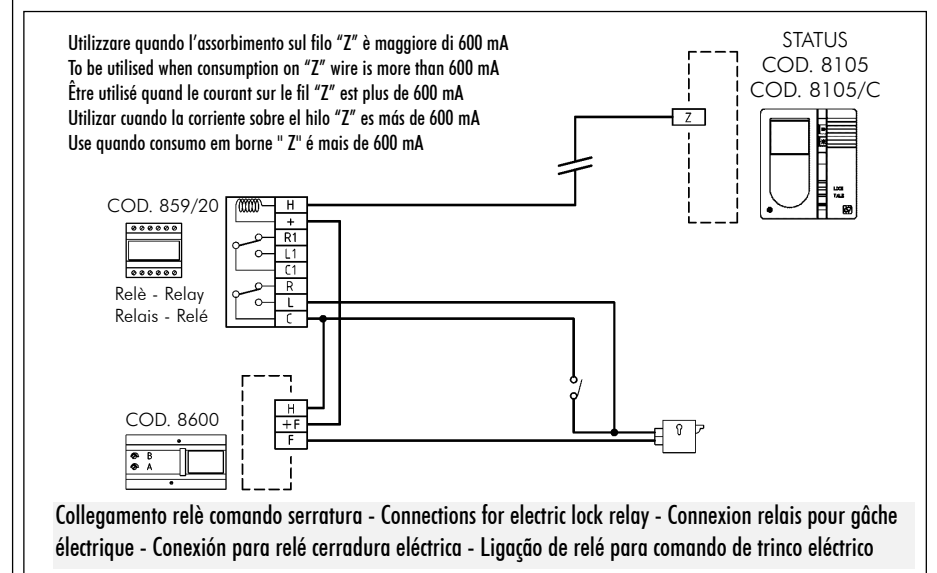 Utilizzare quando l'assorbimento sul filo “Z” è maggiore di 600 mA
To be utilised when consumption on “Z” wire is more than 600 mA
Être utilisé quand le courant sur le fil “Z” est plus de 600 mA
Utilizar cuando la corriente sobre el hilo “Z” es más de 600 mA
Use quando consumo em borne " Z" é mais de 600 mA
STATUS
COD. 8105
COD. 8105/C
Z
LOCK
TALK
COD. 859/20
Relè - Relay
Relais - Relé
H
+
R1
L1
C1
R
L
C
COD. 8600
B
A
H
+F
F
Collegamento relè comando serratura - Connections for electric lock relay - Connexion relais pour gâche
électrique - Conexión para relé cerradura eléctrica - Ligação de relé para comando de trinco eléctrico